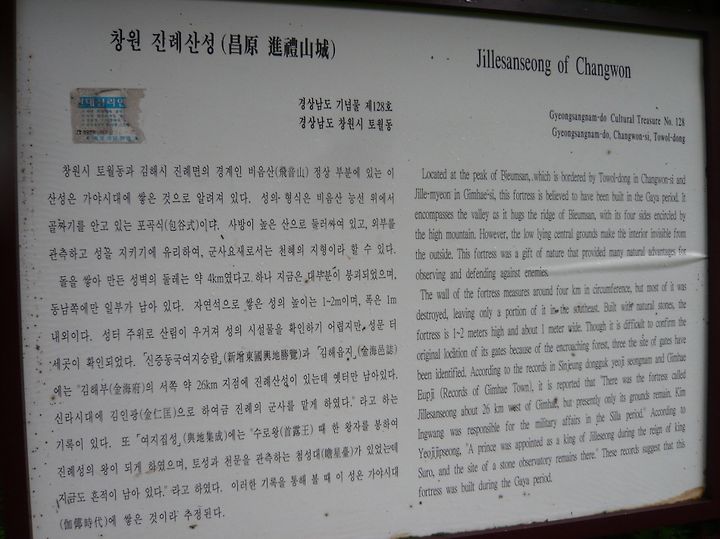 창원 진례산성 (昌原 進禮山城)
경상남도 기념물 제128호
경상남도 창원시 토월동
창원시 토월동과 김해시 진례면의 경계인 비음산(飛音山) 정상 부분에 있는 이
산성은 가야시대에 쌓은 것으로 알려져 있다. 성의 형식은 비음산 능선 위에서
골짜기를 안고 있는 포곡식(包谷式)이다. 사방이 높은 산으로 둘러싸여 있고, 외부를
관측하고 성을 지키기에 유리하여, 군사요새로서는 천혜의 지형이라 할 수 있다.
돌을 쌓아 만든 성벽의 둘레는 약 4km였다고 하나 지금은 대부분이 붕괴되었으며,
동남쪽에만 일부가 남아 있다. 자연석으로 쌓은 성의 높이는 1~2m이며, 폭은 1m
내외이다. 성터 주위로 산림이 우거져 성의 시설물을 확인하기 어렵지만, 성문 터
세곳이 확인되었다. 「신증동국여지승람」(新增東國輿地勝覽)과 「김해읍지」(金海邑誌)
에는 "김해부(金海府)의 서쪽 약 26km 지점에 진례산성이 있는데 옛터만 남아있다.
신라시대에 김인광(金仁匡)으로 하여금 진례의 군사를 맡게 하였다." 라고 하는
기록이 있다. 또 「여지집성」(輿地集成)에는 "수로왕(首露王) 때 한 왕자를 봉하여
진례성의 왕이 되게 하였으며, 토성과 천문을 관측하는 첨성대(瞻星臺)가 있었는데
지금도 흔적이 남아 있다." 라고 하였다. 이러한 기록을 통해 볼 때 이 성은 가야시대
(伽倻時代)에 쌓은 것이라 추정된다.
Jillesanseong of Changwon
Gyeongsangnam-do Cultural Treasure No. 128
Gyeongsangnam-do, Changwon-si, Towol-dong
Located at the peak of Bieumsan, which is bordered by Towol-dong in Changwon-si and
Jille-myeon in Gimhae-si, this fortress is believed to have been built in the Gaya period. It
encompasses the valley as it hugs the ridge of Bieumsan, with its four sides encircled by
the high mountain. However, the low lying central grounds make the interior invisible from
the outside. This fortress was a gift of nature that provided many natural advantages for
observing and defending against enemies.
The wall of the fortress measures around four km in circumference, but most of it was
destroyed, leaving only a portion of it in the southeast. Built with natural stones, the
fortress is 1~2 meters high and about 1 meter wide. Though it is difficult to confirm the
original location of its gates because of the encroaching forest, three the site of gates have
been identified. According to the records in Sinjeung dongguk yeoji seungnam and Gimhae
Eupji (Records of Gimhae Town), it is reported that "There was the fortress called
Jillesanseong about 26 km west of Gimhae, but presently only its grounds remain. Kim
Ingwang was responsible for the military affairs in the Silla period." According to
Yeojijipseong, "A prince was appointed as a king of Jilleseong during the reign of king
Suro, and the site of a stone observatory remains there." These records suggest that this
fortress was built during the Gaya period.